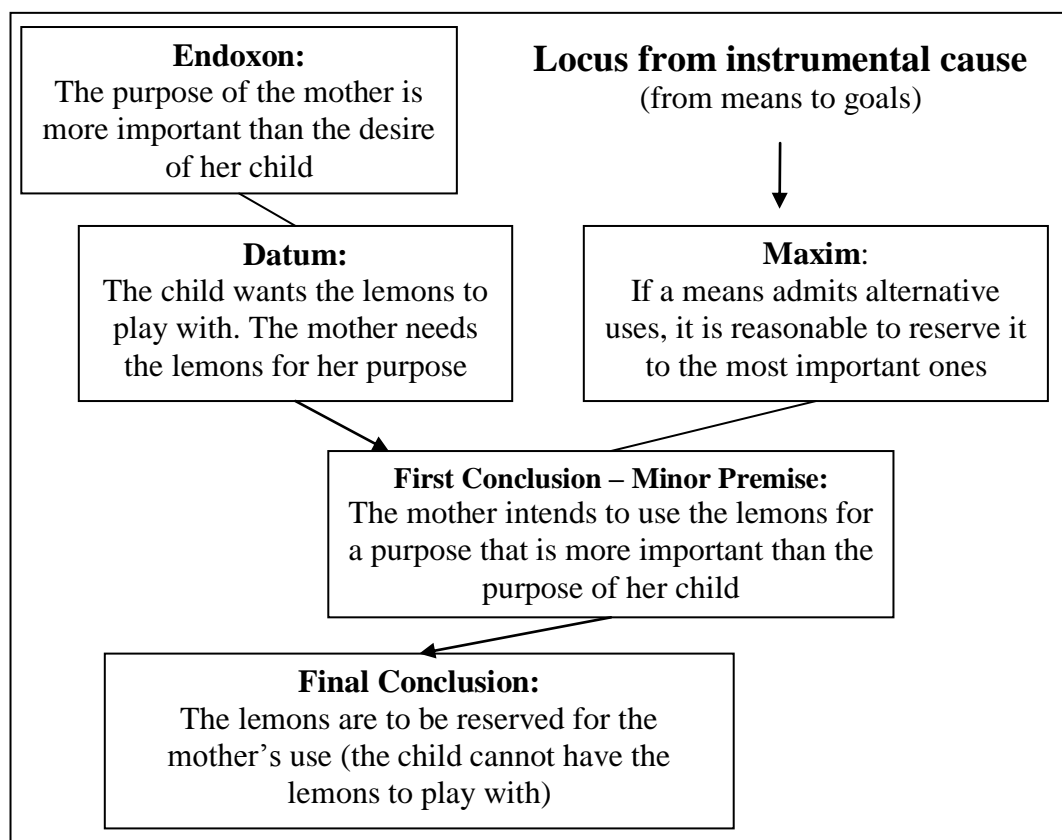 Endoxon:
The purpose of the mother is
more important than the desire
of her child
Locus from instrumental cause
(from means to goals)
Datum:
The child wants the lemons to
play with. The mother needs
the lemons for her purpose
Maxim:
If a means admits alternative
uses, it is reasonable to reserve it
to the most important ones
First Conclusion – Minor Premise:
The mother intends to use the lemons for
a purpose that is more important than the
purpose of her child
Final Conclusion:
The lemons are to be reserved for the
mother’s use (the child cannot have the
lemons to play with)